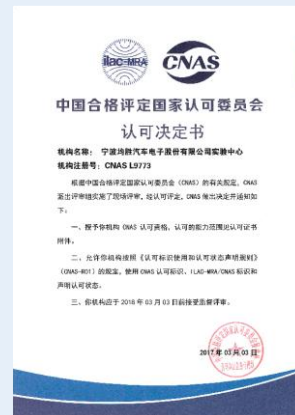 ilac-MRA
CNAS
中国合格评定国家认可委员会
认可决定书
机构名称： 宁波均胜汽车电子股份有限公司实验中心
机构注册号：CNAS L9773
根据中国合格评定国家认可委员会（CNAS）的有关规定，CNAS
派出评审组实施了现场评审。经认可评定，CNAS 做出决定并通知如
下：
一、授予你机构 CNAS 认可资格，认可的能力范围见认可证书
附件。
二、允许你机构按照《认可标识使用和认可状态声明规则》
（CNAS-R01）的规定，使用 CNAS 认可标识、ILAC-MRA/CNAS 标识和
声明认可状态。
三、你机构应于 2018 年 03 月 03 日前接受监督评审。
2017 年 03 月 03 日